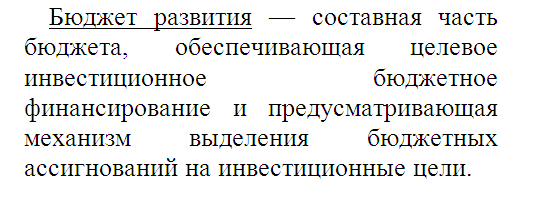 Бюджет развития — составная часть
бюджета, обеспечивающая целевое
инвестиционное бюджетное
финансирование и предусматривающая
механизм выделения бюджетных
ассигнований на инвестиционные цели.